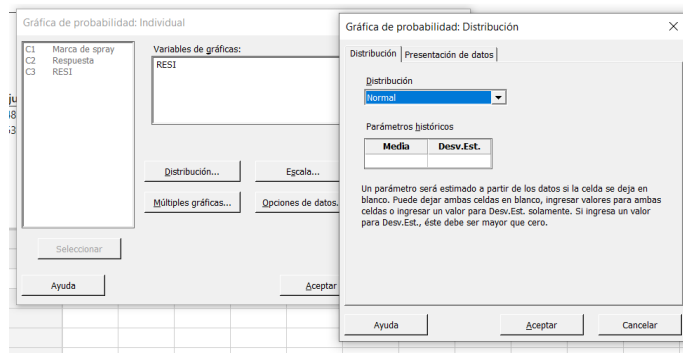 Gráfica de probabilidad: Individual
C1 Marca de spray
C2 Respuesta
C3 RESI
Variables de gráficas:
RESI
Distribución...
Escala...
Múltiples gráficas...
Opciones de datos.
Seleccionar
Ayuda
Aceptar
Gráfica de probabilidad: Distribución
Distribución
Presentación de datos
Distribución
Normal
Parámetros históricos
Media Desv.Est.
Un parámetro será estimado a partir de los datos si la celda se deja en
blanco. Puede dejar ambas celdas en blanco, ingresar valores para ambas
celdas o ingresar un valor para Desv.Est. solamente. Si ingresa un valor
para Desv.Est., éste debe ser mayor que cero.
Ayuda
Aceptar
Cancelar